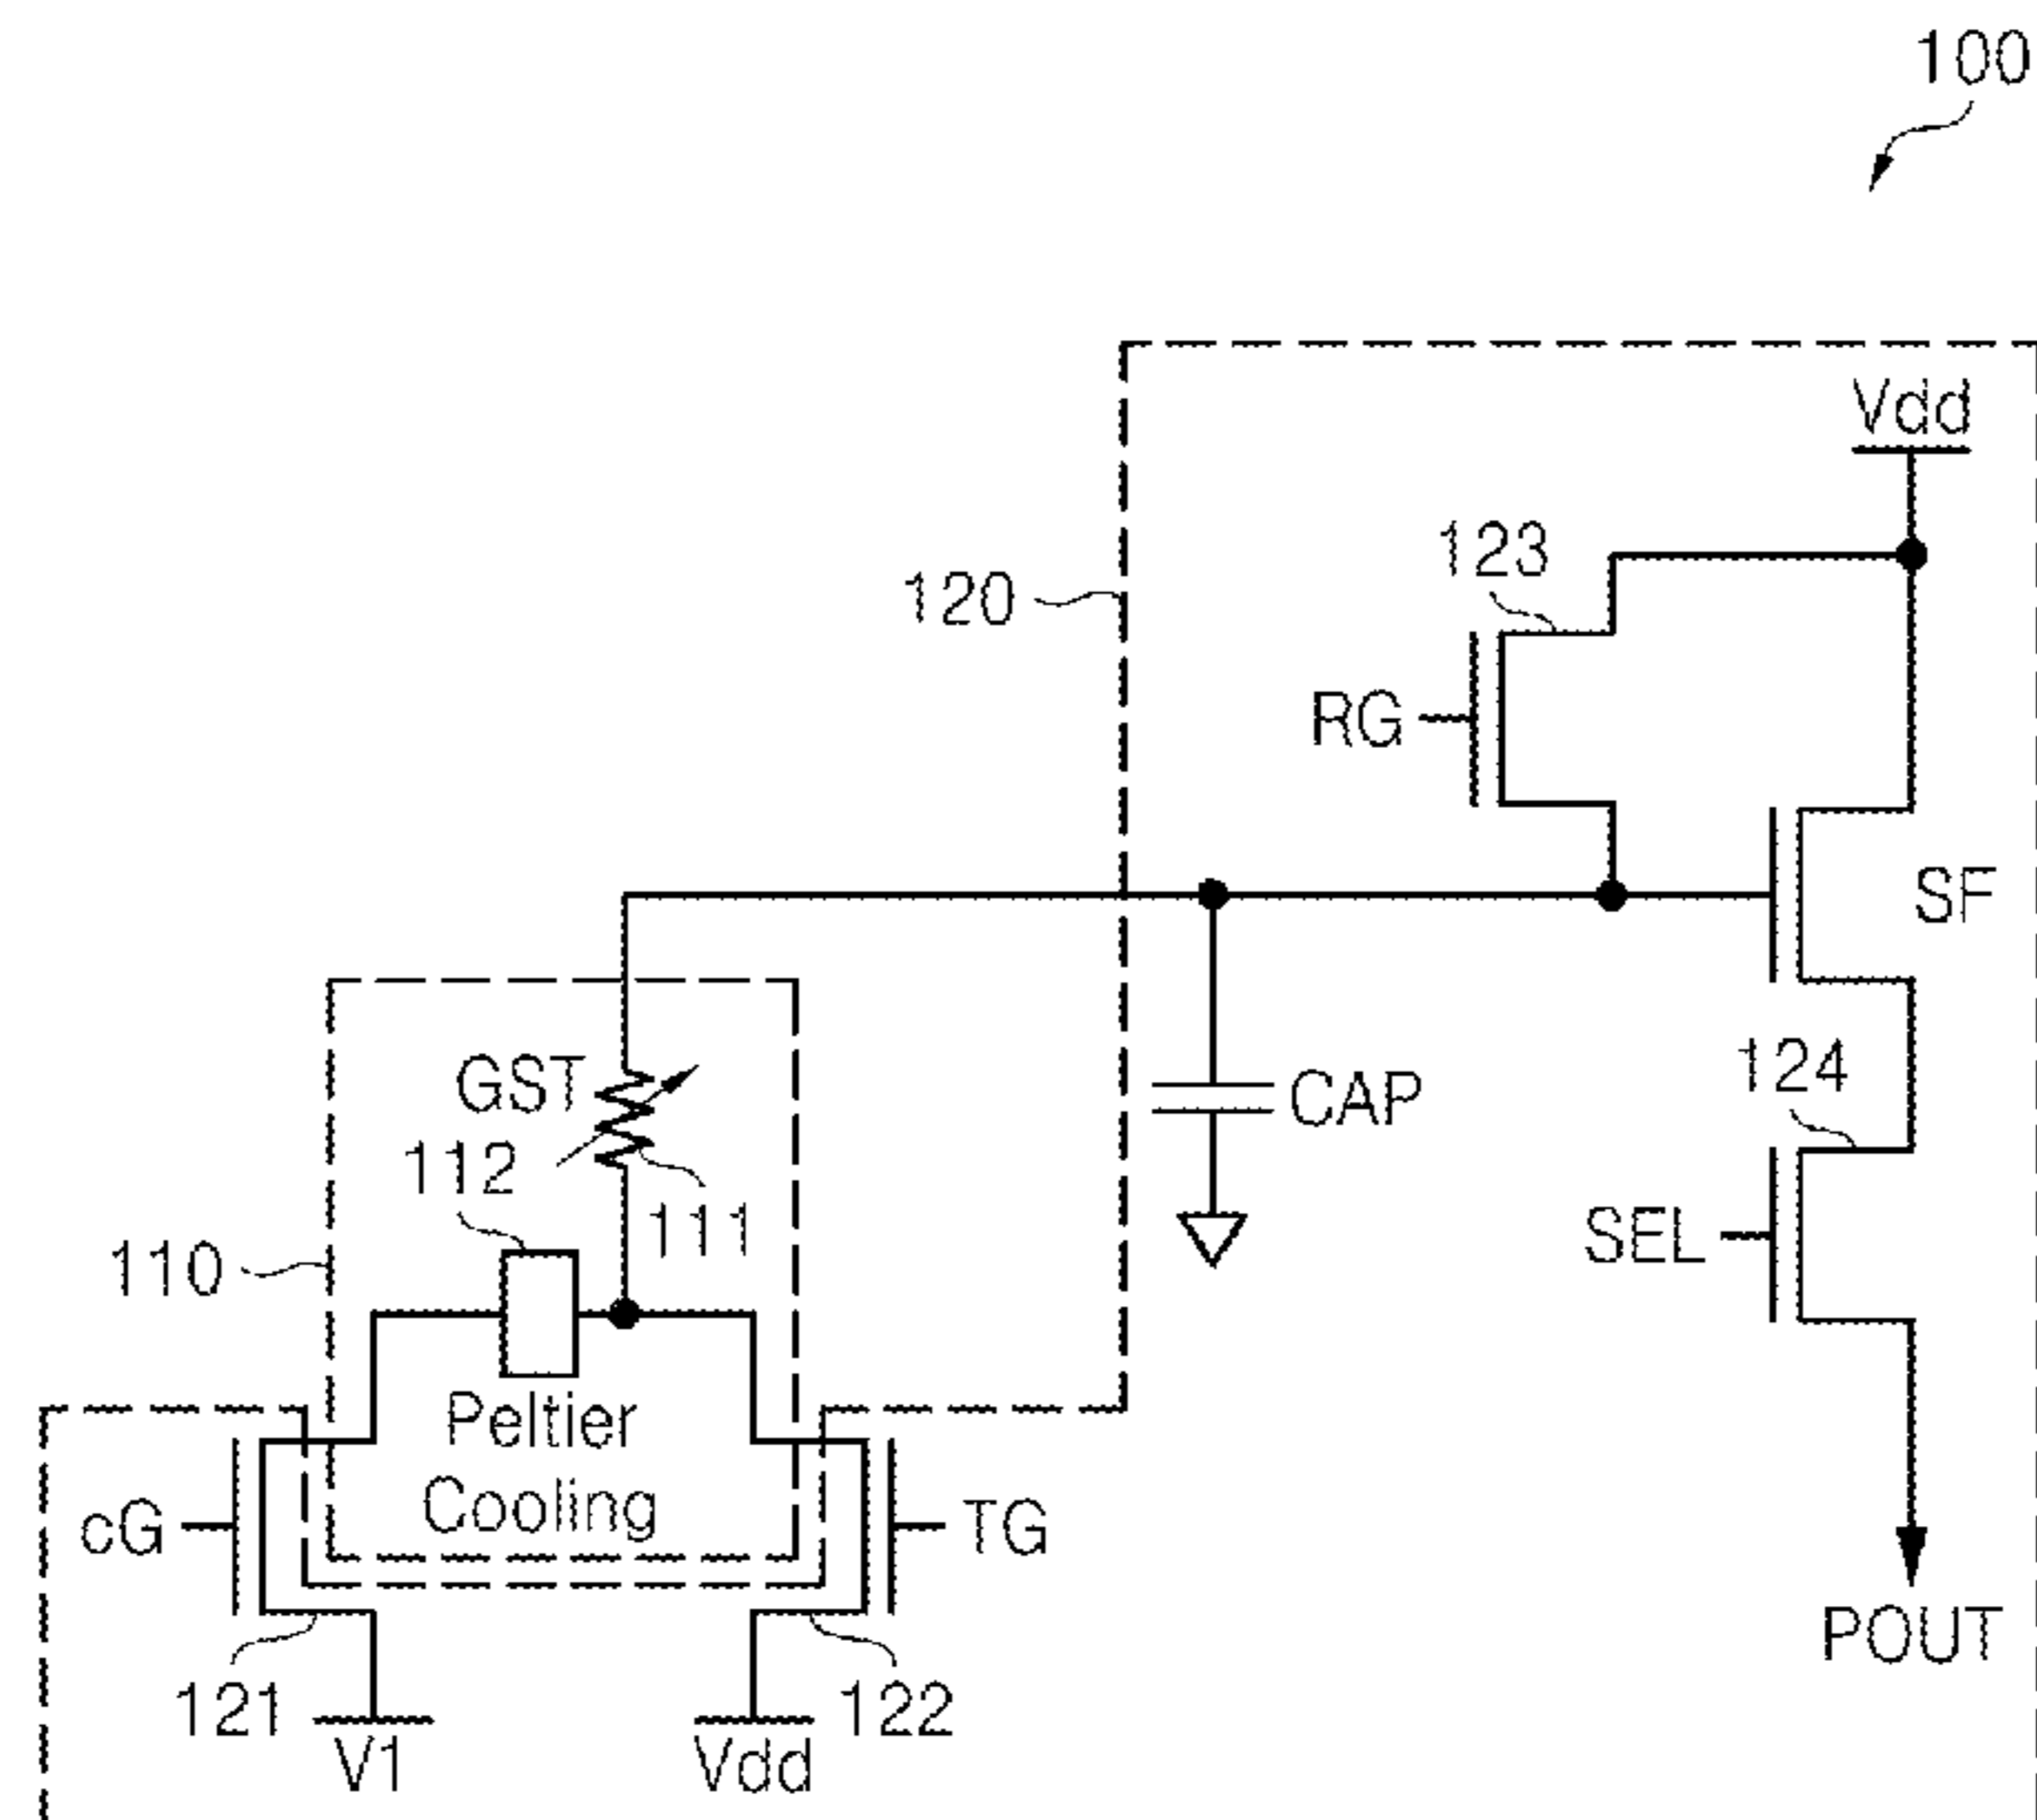 100
Vdd
123
120
RG
SF
GST
CAP
124
112
111
SEL
110
Peltier
Cooling
cG
TG
POUT
121
122
V1
Vdd